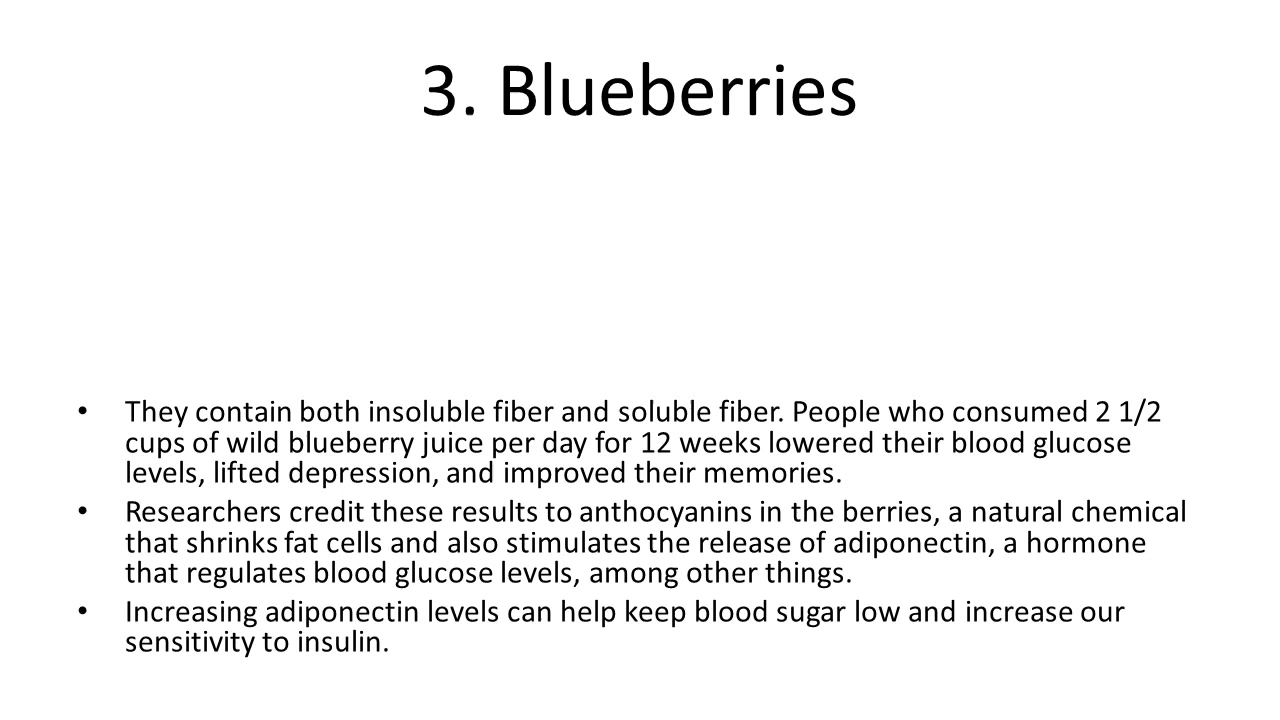 3. Blueberries
• They contain both insoluble fiber and soluble fiber. People who consumed 2 1/2
cups of wild blueberry juice per day for 12 weeks lowered their blood glucose
levels, lifted depression, and improved their memories.
• Researchers credit these results to anthocyanins in the berries, a natural chemical
that shrinks fat cells and also stimulates the release of adiponectin, a hormone
that regulates blood glucose levels, among other things.
• Increasing adiponectin levels can help keep blood sugar low and increase our
sensitivity to insulin.